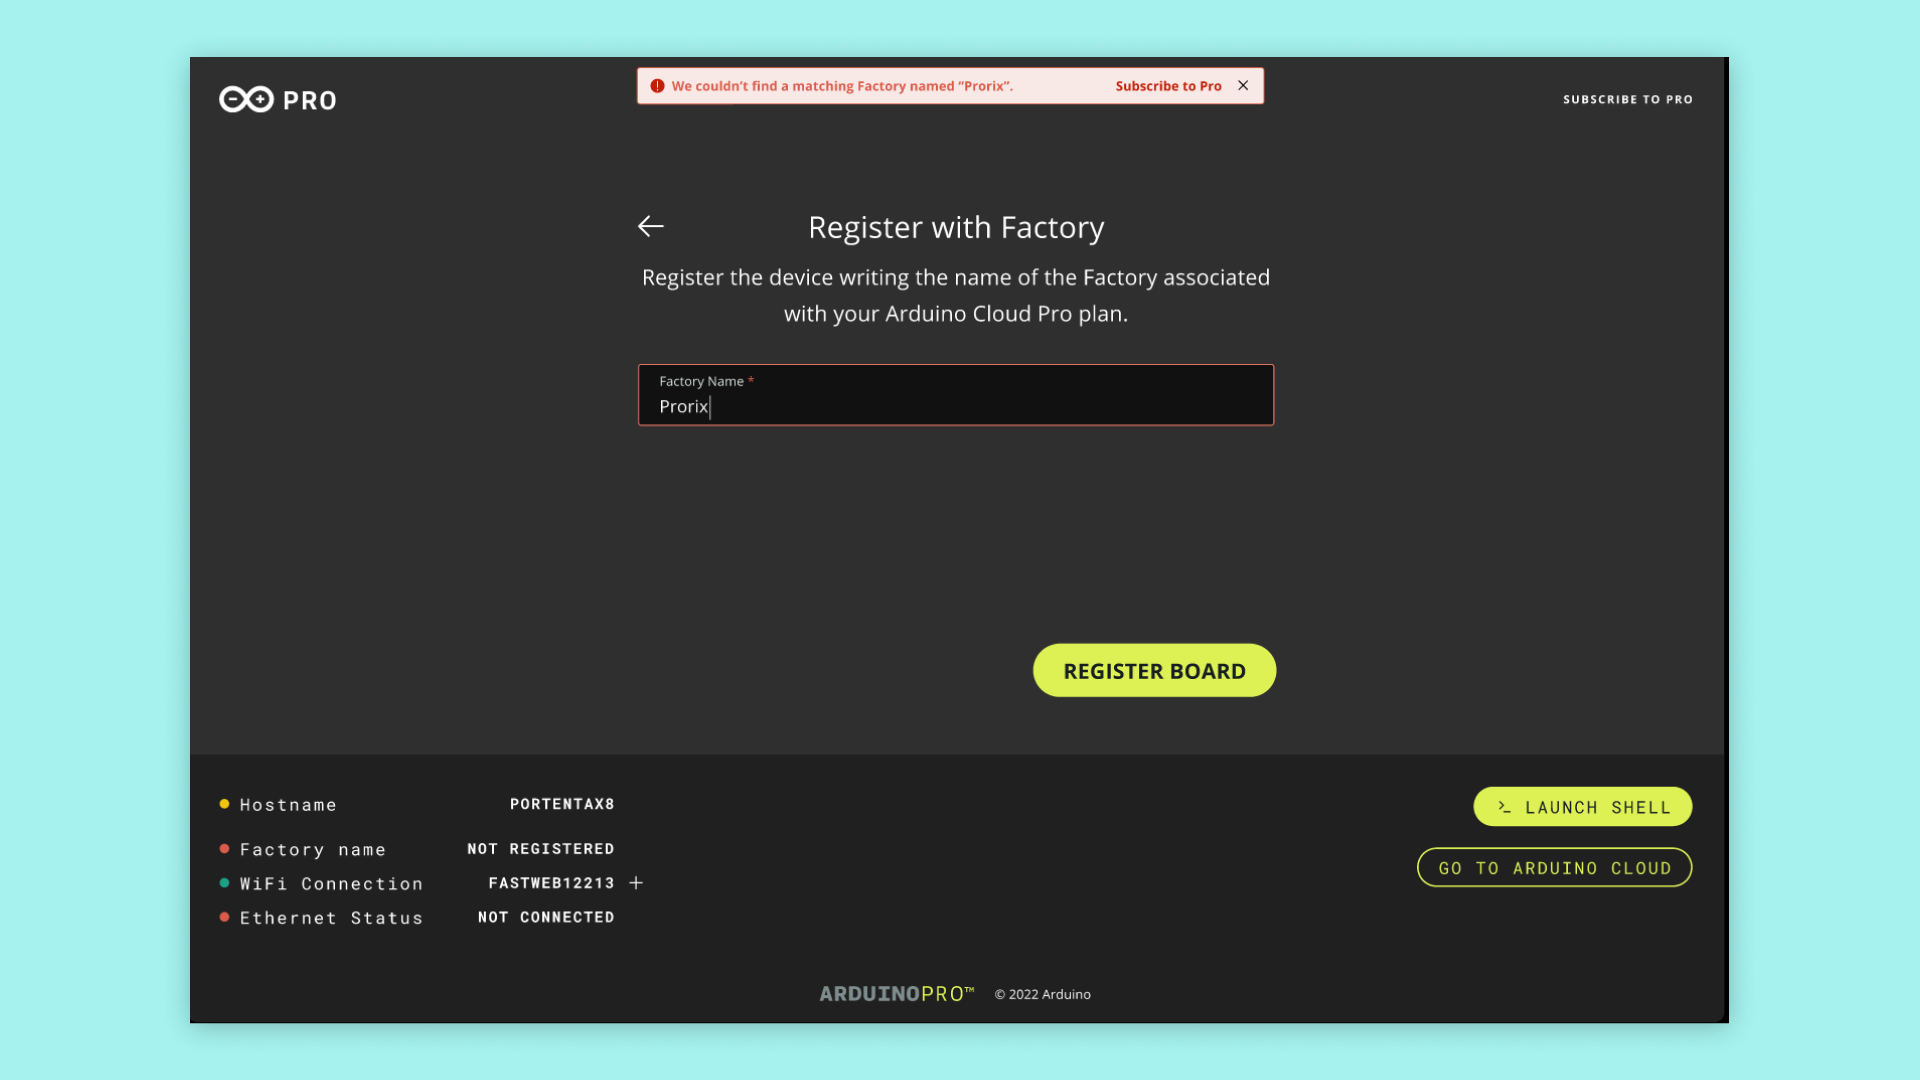 PRO
We couldn't find a matching Factory named “Prorix”. Subscribe to Pro
SUBSCRIBE TO PRO
Register with Factory
Register the device writing the name of the Factory associated
with your Arduino Cloud Pro plan.
Factory Name *
Prorix
REGISTER BOARD
Hostname PORTENTAX8
Factory name NOT REGISTERED
WiFi Connection FASTWEB12213 +
Ethernet Status NOT CONNECTED
>_ LAUNCH SHELL
GO TO ARDUINO CLOUD
ARDUINOPRO™ © 2022 Arduino